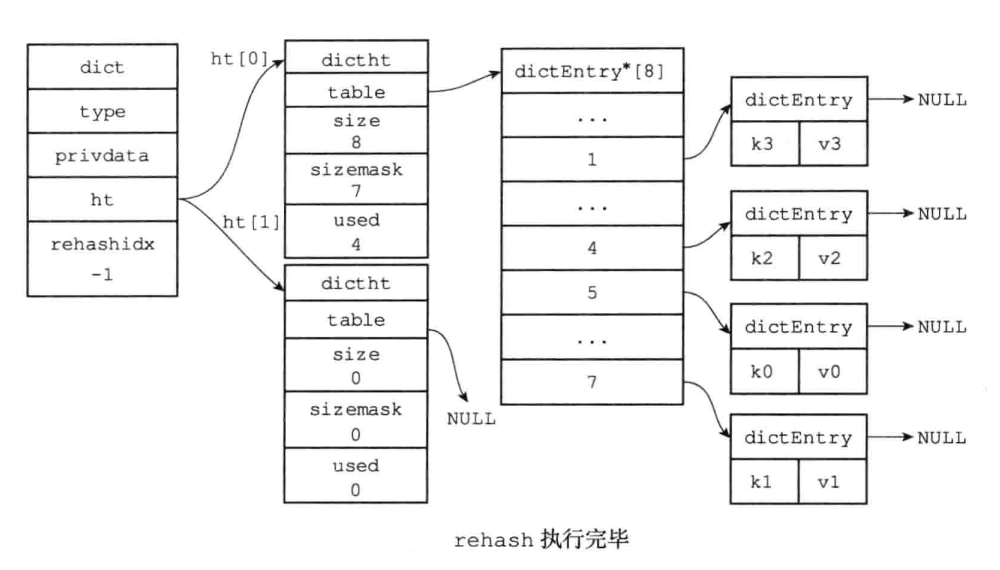 dict
type
privdata
ht
rehashidx
-1
ht[0]
ht[1]
dictht
table
size
8
sizemask
7
used
4
dictht
table
size
0
sizemask
0
used
0
NULL
dictEntry*[8]
...
1
...
4
5
...
7
dictEntry
NULL
k3 v3
dictEntry
NULL
k2 v2
dictEntry
NULL
k0 v0
dictEntry
NULL
k1 v1
rehash 执行完毕